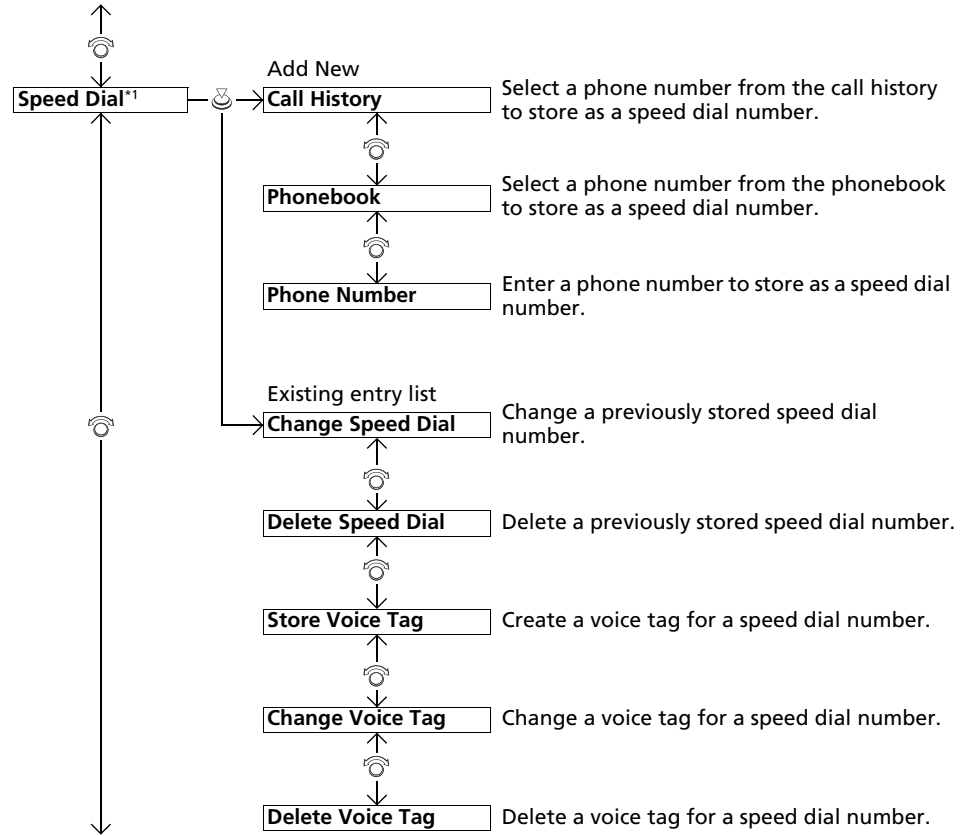 Add New
Speed Dial*1
Call History
Select a phone number from the call history
to store as a speed dial number.
Phonebook
Select a phone number from the phonebook
to store as a speed dial number.
Phone Number
Enter a phone number to store as a speed dial
number.
Existing entry list
Change Speed Dial
Change a previously stored speed dial
number.
Delete Speed Dial
Delete a previously stored speed dial number.
Store Voice Tag
Create a voice tag for a speed dial number.
Change Voice Tag
Change a voice tag for a speed dial number.
Delete Voice Tag
Delete a voice tag for a speed dial number.